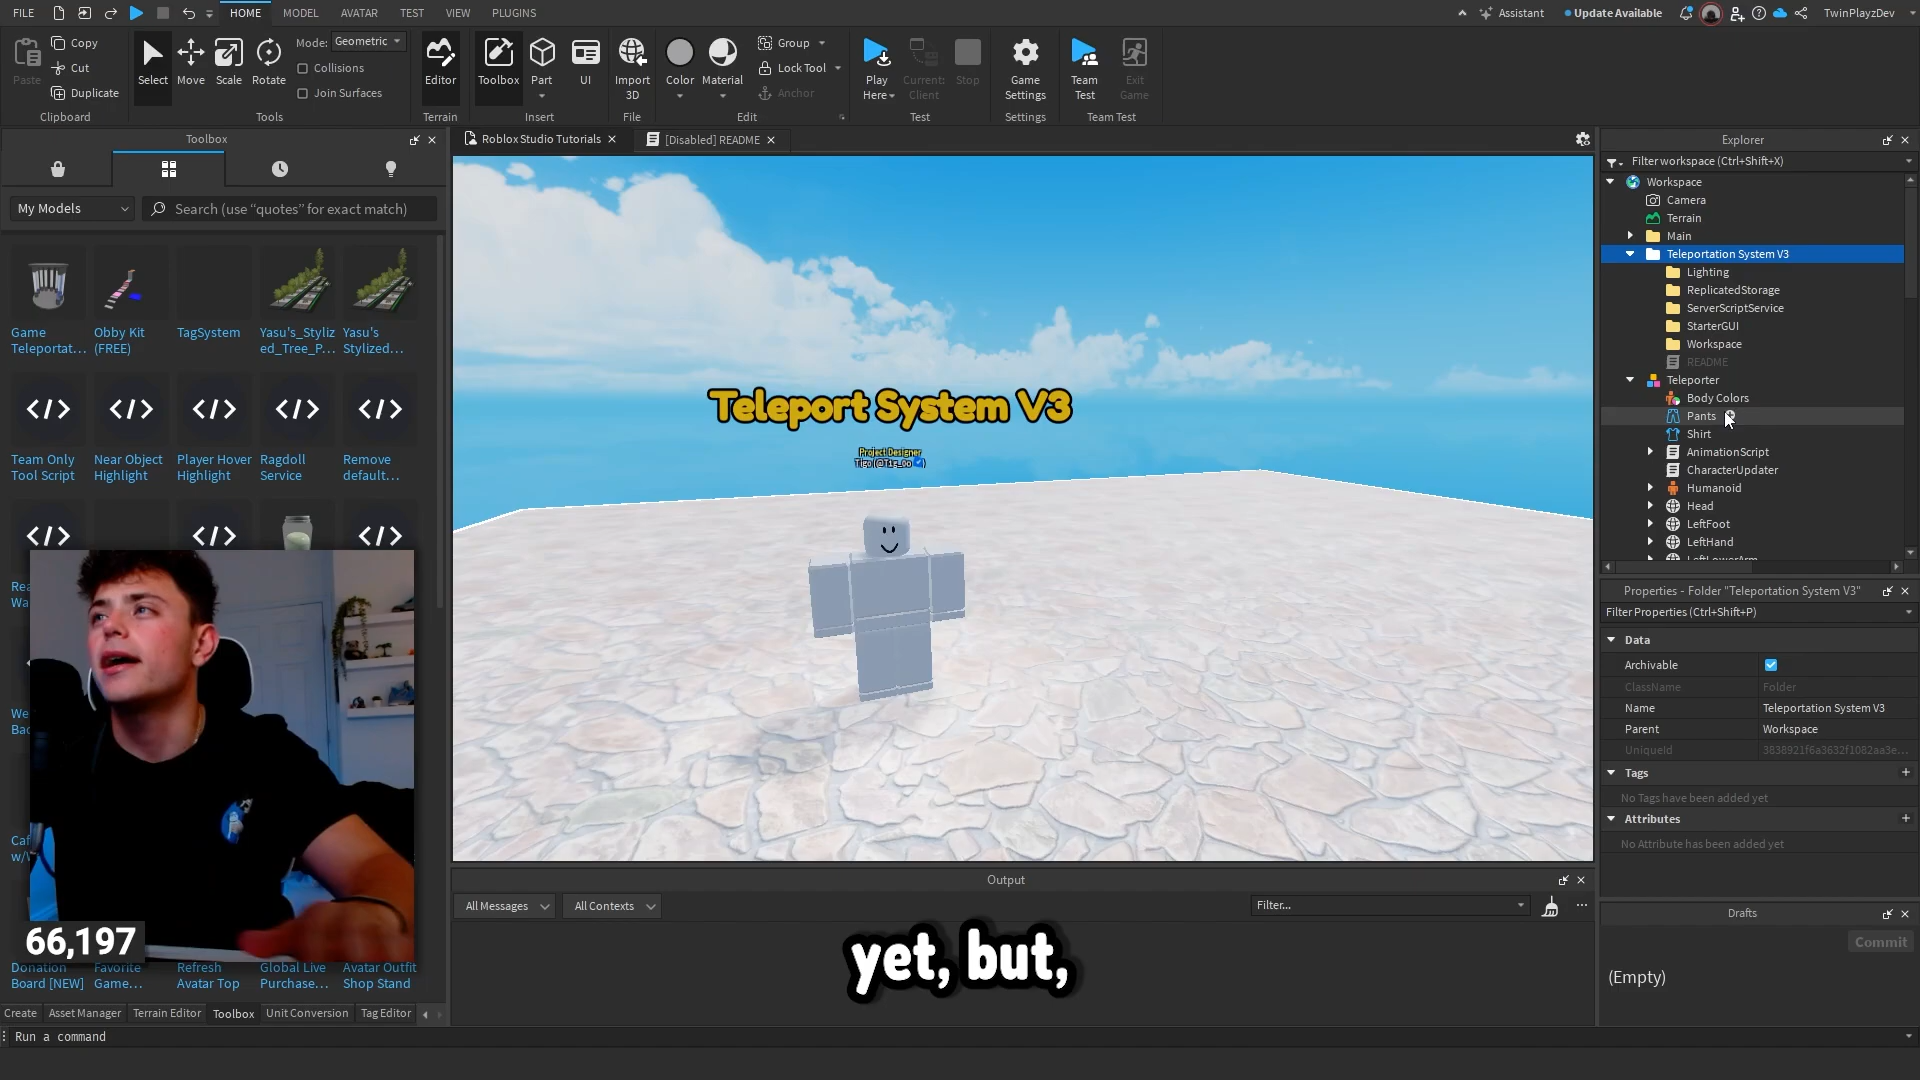 FILE HOME MODEL AVATAR TEST VIEW PLUGINS Assistant Update Available TwinPlayzDev
Paste Copy Cut Duplicate Clipboard
Select Move Scale Rotate Mode: Geometric Collisions Join Surfaces Tools
Editor Terrain
Toolbox Part UI Insert
Import 3D File
Color Material Group Lock Tool Anchor Edit
Play Here Current: Client Stop Test
Game Settings Settings
Team Test Exit Game Team Test
Toolbox
My Models Search (use “quotes” for exact match)
Game Teleportat...
Obby Kit (FREE)
TagSystem
Yasu's_Styliz ed_Tree_P...
Yasu's Stylized...
Team Only Tool Script
Near Object Highlight
Player Hover Highlight
Ragdoll Service
Remove default...
66,197
Donation Board [NEW]
Favorite Game...
Refresh Avatar Top
Global Live Purchase...
Avatar Outfit Shop Stand
Create Asset Manager Terrain Editor Toolbox Unit Conversion Tag Editor
Run a command
Roblox Studio Tutorials [Disabled] README
Teleport System V3
Project Designer
Output
All Messages All Contexts Filter...
yet, but,
Explorer
Filter workspace (Ctrl+Shift+X)
Workspace
Camera
Terrain
Main
Teleportation System V3
Lighting
ReplicatedStorage
ServerScriptService
StarterGUI
Workspace
README
Teleporter
Body Colors
Pants
Shirt
AnimationScript
CharacterUpdater
Humanoid
Head
LeftFoot
LeftHand
LeftLowerArm
Properties - Folder "Teleportation System V3"
Filter Properties (Ctrl+Shift+P)
Data
Archivable
ClassName Folder
Name Teleportation System V3
Parent Workspace
UniqueId 3838921f6a3632f1082aa3e...
Tags
No Tags have been added yet
Attributes
No Attribute has been added yet
Drafts
Commit
(Empty)